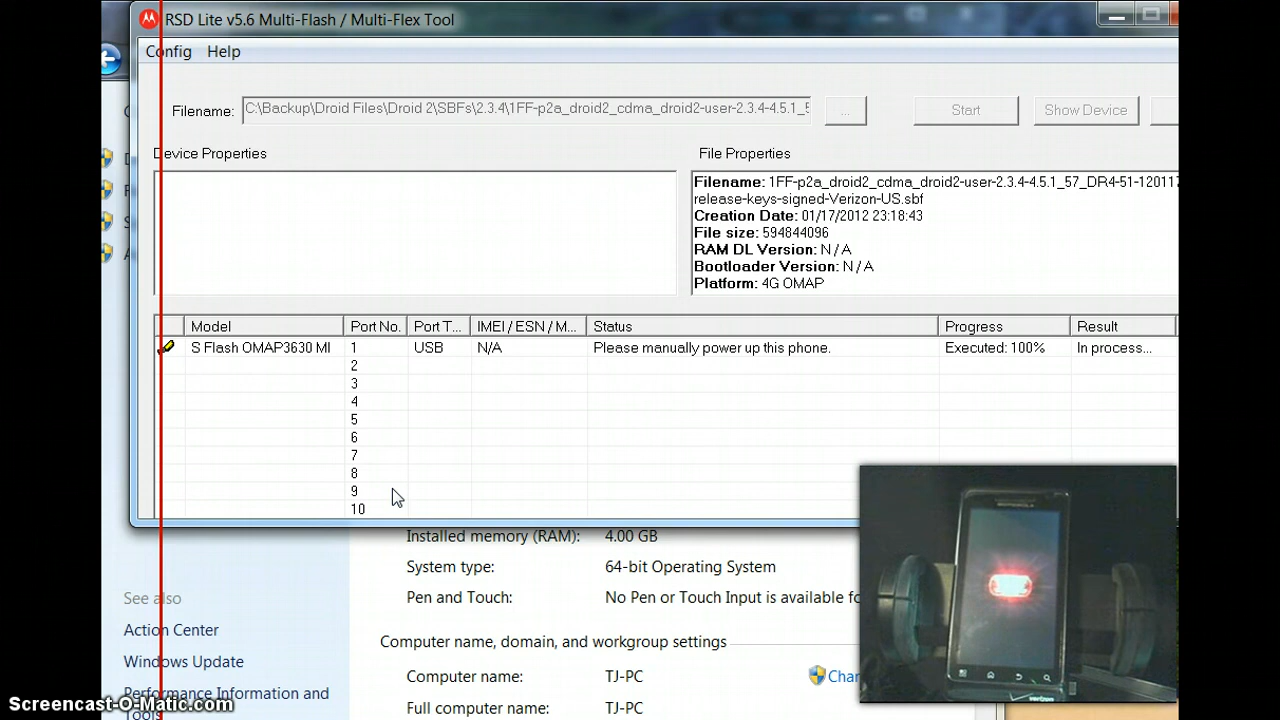 RSD Lite v5.6 Multi-Flash / Multi-Flex Tool
Config Help
Filename: C:\Backup\Droid Files\Droid 2\SBFs\2.3.4\1FF-p2a_droid2_cdma_droid2-user-2.3.4-4.5.1_5 ... Start Show Device
Device Properties File Properties
Filename: 1FF-p2a_droid2_cdma_droid2-user-2.3.4-4.5.1_57_DR4-51-120117
release-keys-signed-Verizon-US.sbf
Creation Date: 01/17/2012 23:18:43
File size: 594844096
RAM DL Version: N/A
Bootloader Version: N/A
Platform: 4G OMAP
Model Port No. Port T... IMEI / ESN / M... Status Progress Result
S Flash OMAP3630 MI 1 USB N/A Please manually power up this phone. Executed: 100% In process...
2
3
4
5
6
7
8
9
10
Installed memory (RAM): 4.00 GB
System type: 64-bit Operating System
Pen and Touch: No Pen or Touch Input is available fo
See also
Action Center
Computer name, domain, and workgroup settings
Windows Update
Computer name: TJ-PC Chan
Performance Information and
Tools
Full computer name: TJ-PC
MOTOROLA
verizon
Screencast-O-Matic.com